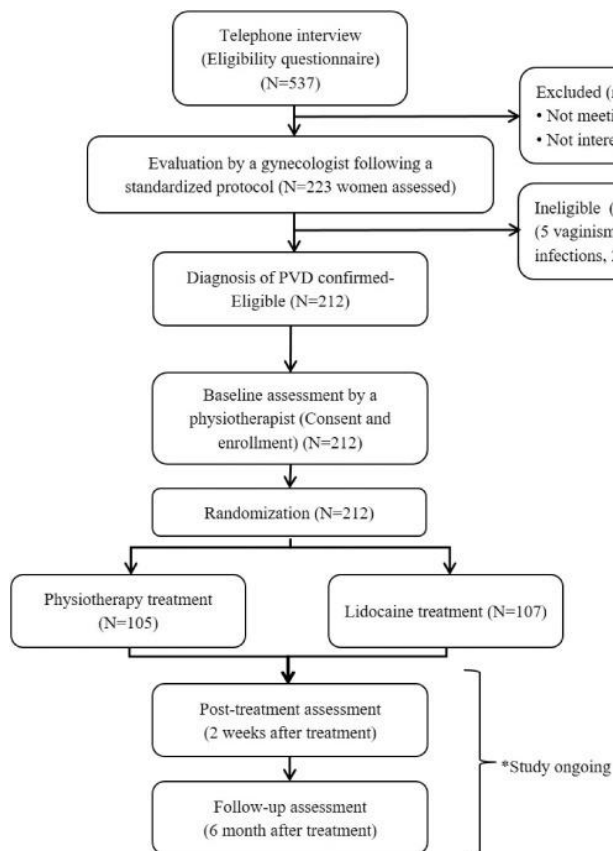 Telephone interview
(Eligibility questionnaire)
(N=537)
Excluded (
• Not meeti
• Not intere
Evaluation by a gynecologist following a
standardized protocol (N=223 women assessed)
Ineligible (
(5 vaginism
infections,
Diagnosis of PVD confirmed-
Eligible (N=212)
Baseline assessment by a
physiotherapist (Consent and
enrollment) (N=212)
Randomization (N=212)
Physiotherapy treatment
(N=105)
Lidocaine treatment (N=107)
Post-treatment assessment
(2 weeks after treatment)
*Study ongoing
Follow-up assessment
(6 month after treatment)